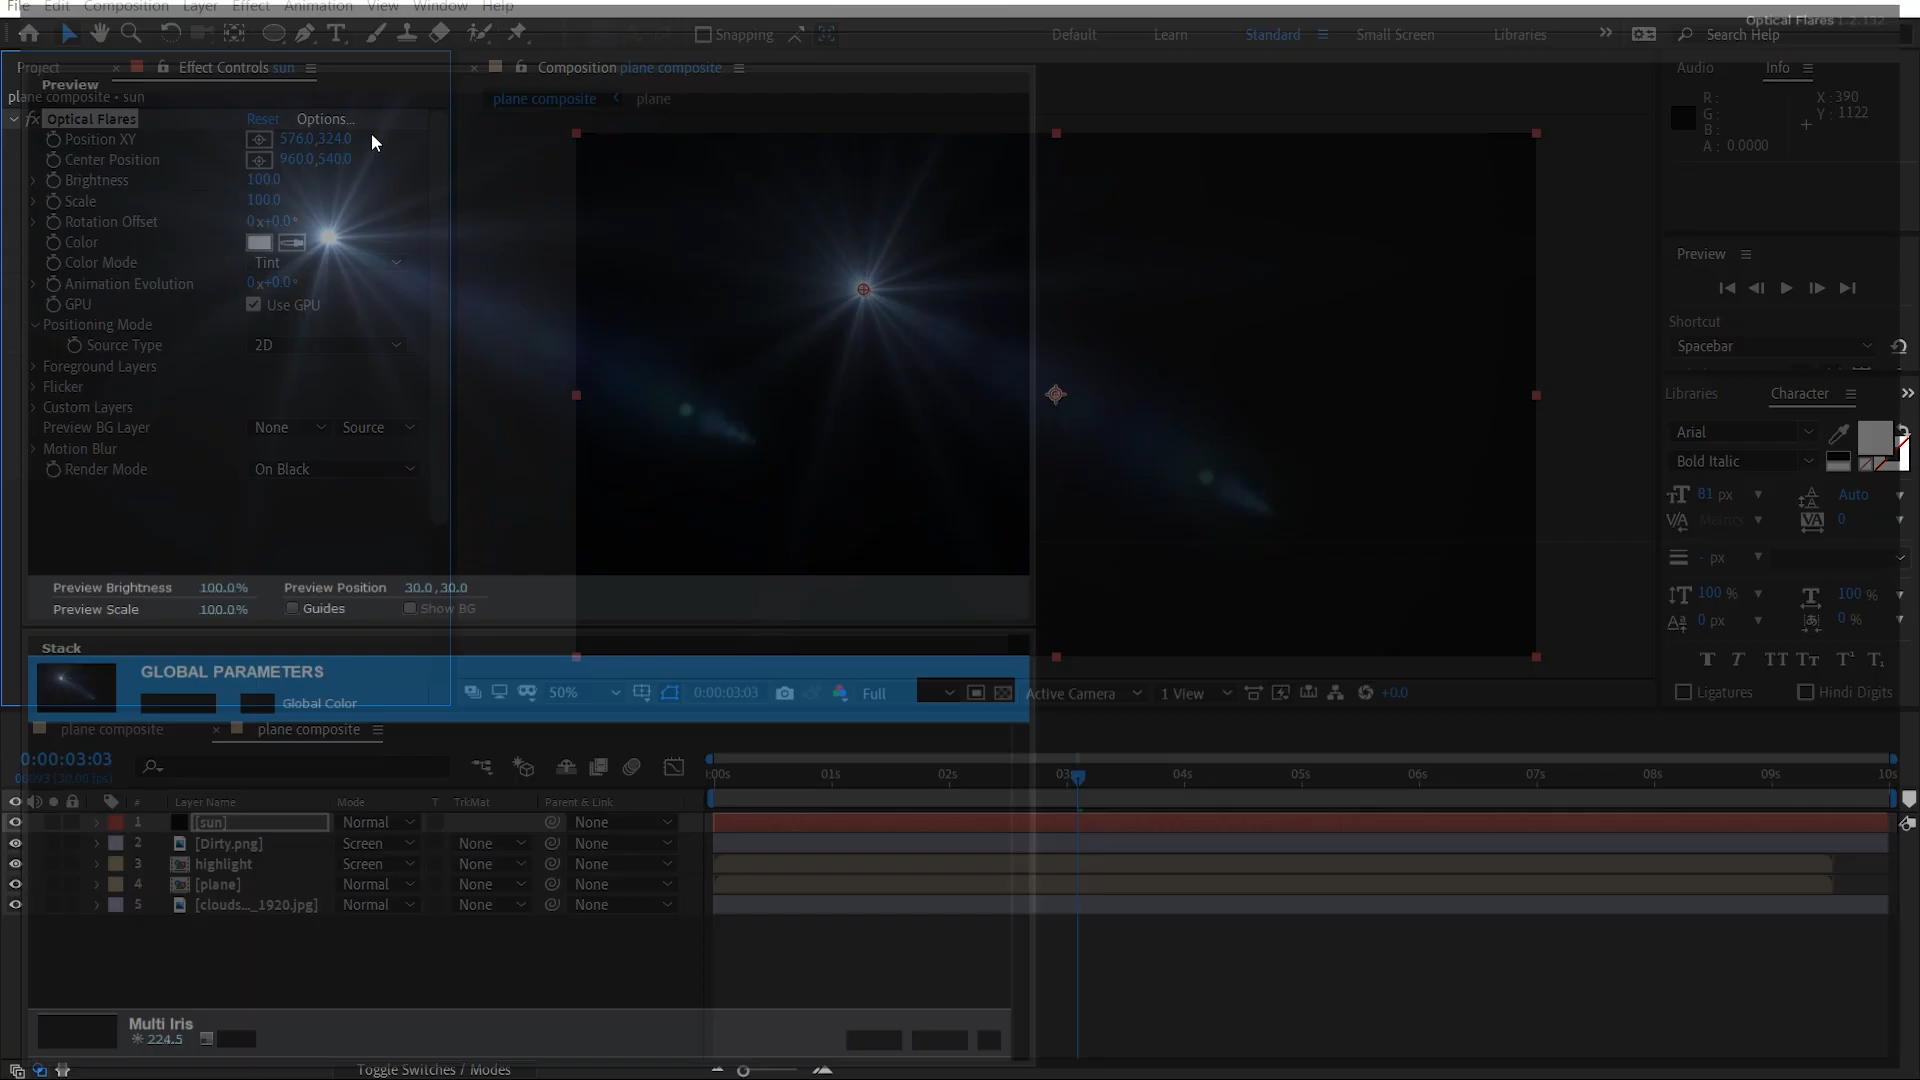 File Edit Composition Layer Effect Animation View Window Help
Optical Flares 1.2.132
Snapping
Default Learn Standard Small Screen Libraries Search Help
Project Effect Controls sun
Composition plane composite
Audio Info
Preview
plane composite • sun
plane composite plane
R:
G:
B:
A: 0.0000
X: 390
Y: 1122
fx Optical Flares Reset Options...
Position XY 576.0,324.0
Center Position 960.0,540.0
Brightness 100.0
Scale 100.0
Rotation Offset 0x+0.0°
Color
Color Mode Tint
Animation Evolution 0x+0.0°
GPU Use GPU
Positioning Mode
Source Type 2D
Foreground Layers
Flicker
Custom Layers
Preview BG Layer None Source
Motion Blur
Render Mode On Black
Preview
Shortcut
Spacebar
Libraries Character
Arial
Bold Italic
81 px Auto
Metrics 0
- px
100 % 100 %
0 px 0 %
Ligatures Hindi Digits
Preview Brightness 100.0% Preview Position 30.0,30.0
Preview Scale 100.0% Guides Show BG
Stack
GLOBAL PARAMETERS
Global Color
50% 0:00:03:03 Full Active Camera 1 View +0.0
plane composite plane composite
0:00:03:03
00093 (30.00 fps)
:00s 01s 02s 03 04s 05s 06s 07s 08s 09s 10s
# Layer Name Mode T TrkMat Parent & Link
1 [sun] Normal None
2 [Dirty.png] Screen None None
3 highlight Screen None None
4 [plane] Normal None None
5 [clouds..._1920.jpg] Normal None None
Multi Iris
224.5
Toggle Switches / Modes